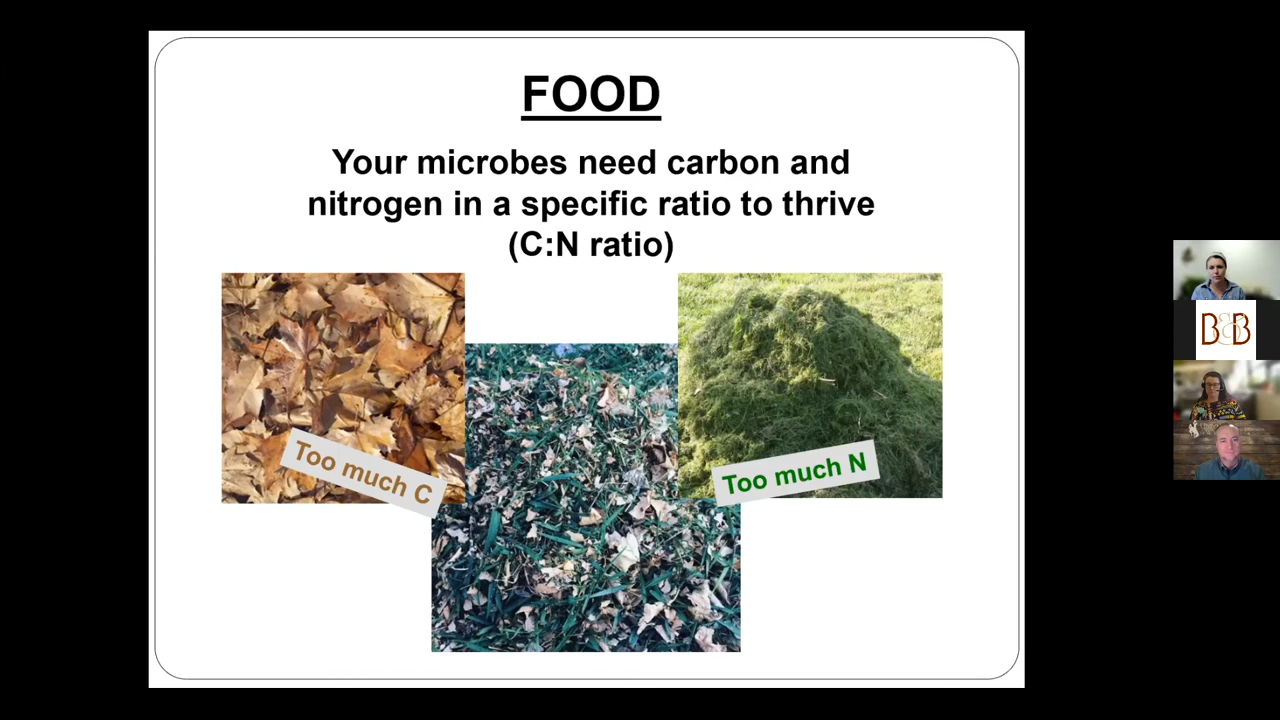 FOOD
Your microbes need carbon and
nitrogen in a specific ratio to thrive
(C:N ratio)
Too much C
Too much N
B&B